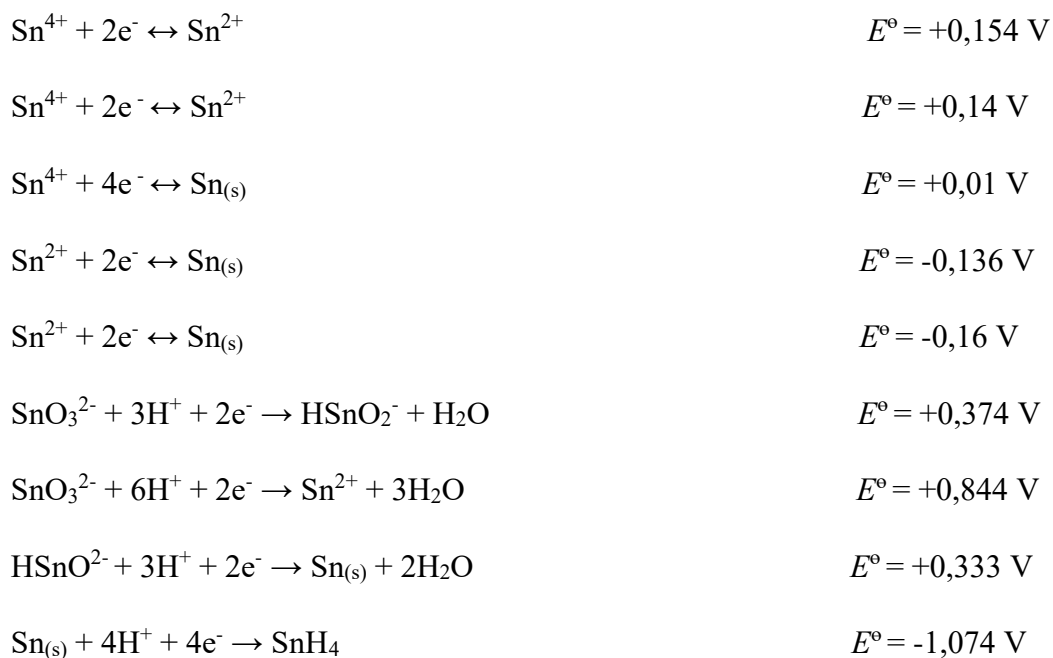 Sn⁴⁺ + 2e⁻ ↔ Sn²⁺ E° = +0,154 V
Sn⁴⁺ + 2e⁻ ↔ Sn²⁺ E° = +0,14 V
Sn⁴⁺ + 4e⁻ ↔ Sn₍ₛ₎ E° = +0,01 V
Sn²⁺ + 2e⁻ ↔ Sn₍ₛ₎ E° = -0,136 V
Sn²⁺ + 2e⁻ ↔ Sn₍ₛ₎ E° = -0,16 V
SnO₃²⁻ + 3H⁺ + 2e⁻ → HSnO₂⁻ + H₂O E° = +0,374 V
SnO₃²⁻ + 6H⁺ + 2e⁻ → Sn²⁺ + 3H₂O E° = +0,844 V
HSnO²⁻ + 3H⁺ + 2e⁻ → Sn₍ₛ₎ + 2H₂O E° = +0,333 V
Sn₍ₛ₎ + 4H⁺ + 4e⁻ → SnH₄ E° = -1,074 V